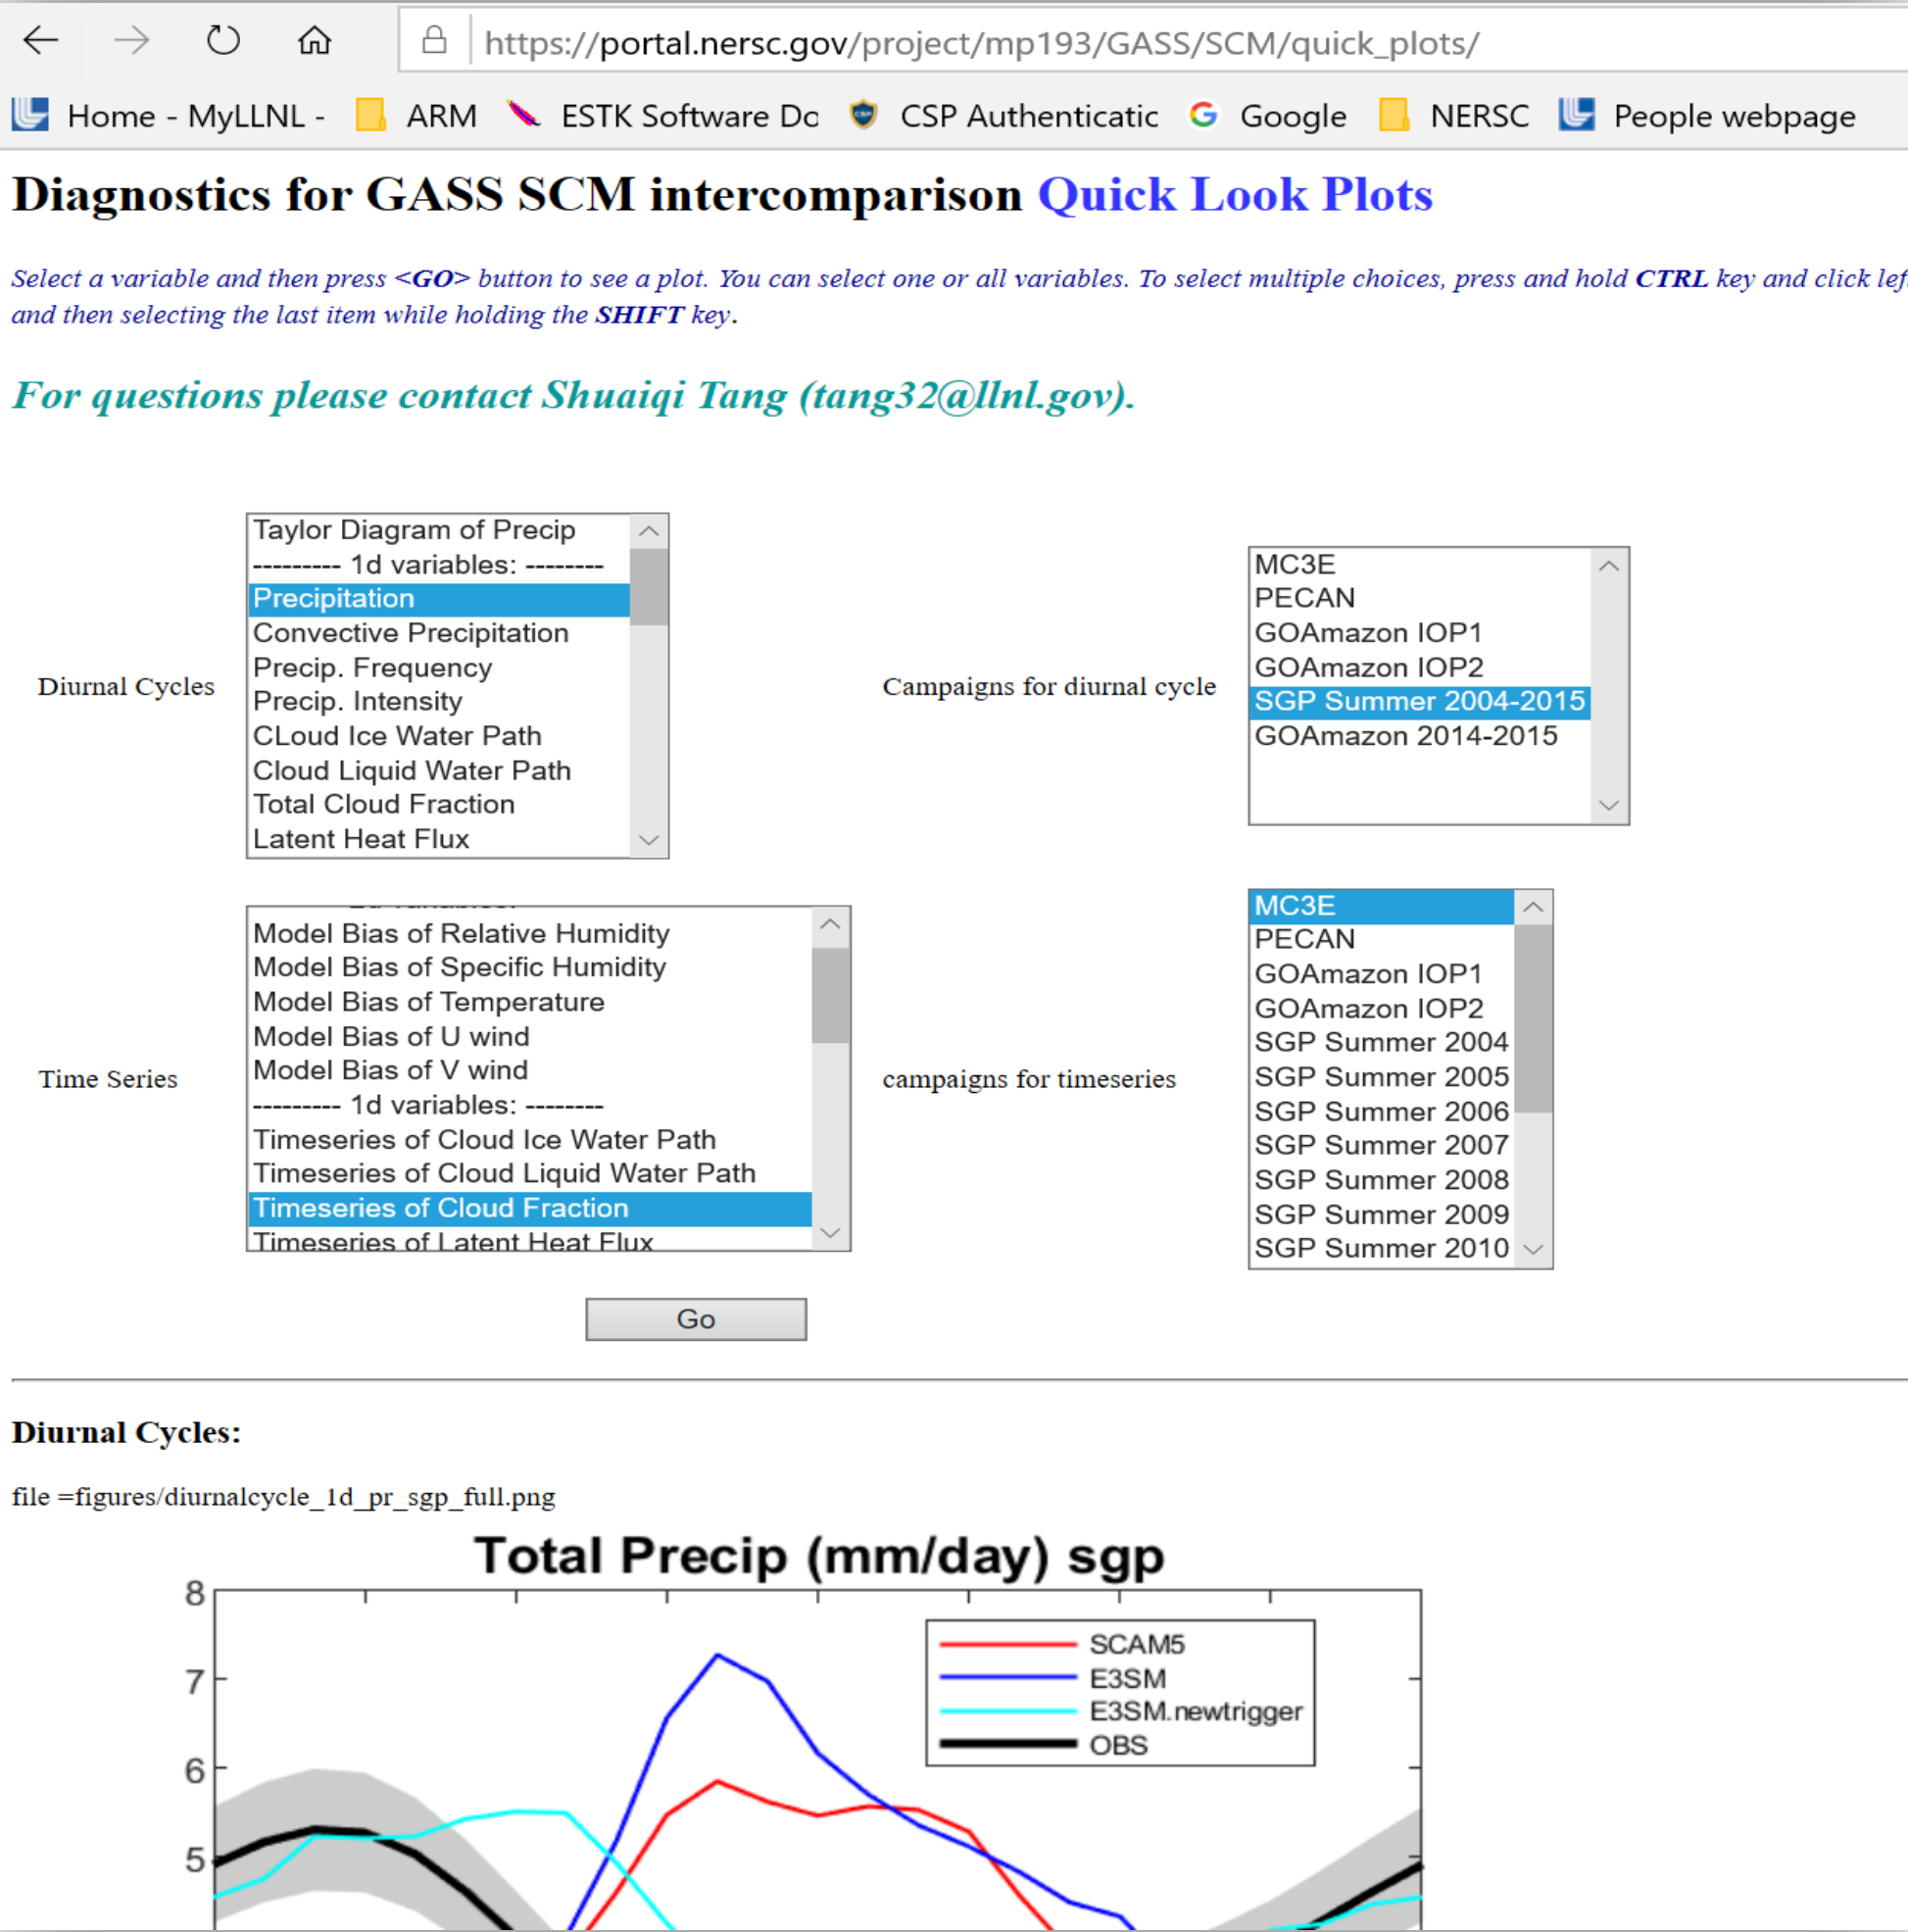 https://portal.nersc.gov/project/mp193/GASS/SCM/quick_plots/
Home - MyLLNL - ARM ESTK Software Do CSP Authenticatic Google NERSC People webpage
Diagnostics for GASS SCM intercomparison Quick Look Plots
Select a variable and then press <GO> button to see a plot. You can select one or all variables. To select multiple choices, press and hold CTRL key and click lef
and then selecting the last item while holding the SHIFT key.
For questions please contact Shuaiqi Tang (tang32@llnl.gov).
Diurnal Cycles
Taylor Diagram of Precip
--------- 1d variables: --------
Precipitation
Convective Precipitation
Precip. Frequency
Precip. Intensity
CLoud Ice Water Path
Cloud Liquid Water Path
Total Cloud Fraction
Latent Heat Flux
Campaigns for diurnal cycle
MC3E
PECAN
GOAmazon IOP1
GOAmazon IOP2
SGP Summer 2004-2015
GOAmazon 2014-2015
Time Series
Model Bias of Relative Humidity
Model Bias of Specific Humidity
Model Bias of Temperature
Model Bias of U wind
Model Bias of V wind
--------- 1d variables: --------
Timeseries of Cloud Ice Water Path
Timeseries of Cloud Liquid Water Path
Timeseries of Cloud Fraction
Timeseries of Latent Heat Flux
campaigns for timeseries
MC3E
PECAN
GOAmazon IOP1
GOAmazon IOP2
SGP Summer 2004
SGP Summer 2005
SGP Summer 2006
SGP Summer 2007
SGP Summer 2008
SGP Summer 2009
SGP Summer 2010
Go
Diurnal Cycles:
file =figures/diurnalcycle_1d_pr_sgp_full.png
Total Precip (mm/day) sgp
8
7
6
5
SCAM5
E3SM
E3SM.newtrigger
OBS